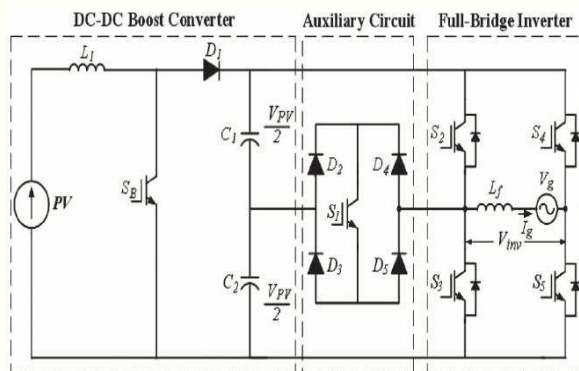 DC-DC Boost Converter
Auxiliary Circuit
Full-Bridge Inverter
L1
D1
C1
VPV
2
S2
S4
D2
D4
PV
SB
S1
Lf
Vg
Ig
Vinv
D3
D5
C2
VPV
2
S3
S5